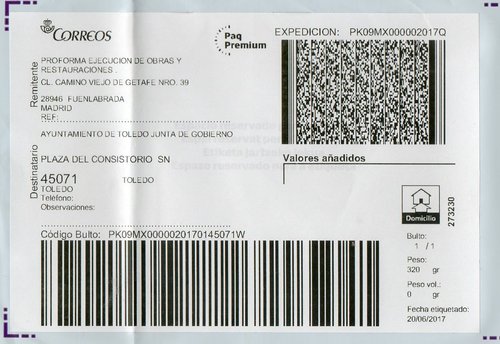 CORREOS
Paq
Premium
EXPEDICION: PK09MX000002017Q
Remitente
PROFORMA EJECUCION DE OBRAS Y
RESTAURACIONES .
CL. CAMINO VIEJO DE GETAFE NRO. 39
28946 FUENLABRADA
MADRID
REF:
Destinatario
AYUNTAMIENTO DE TOLEDO JUNTA DE GOBIERNO
PLAZA DEL CONSISTORIO SN
45071 TOLEDO
TOLEDO
Teléfono:
Observaciones:
Valores añadidos
Domicilio
273230
Código Bulto: PK09MX0000020170145071W
Bulto:
1 / 1
Peso:
320 gr
Peso vol.:
0 gr
Fecha etiquetado:
20/06/2017